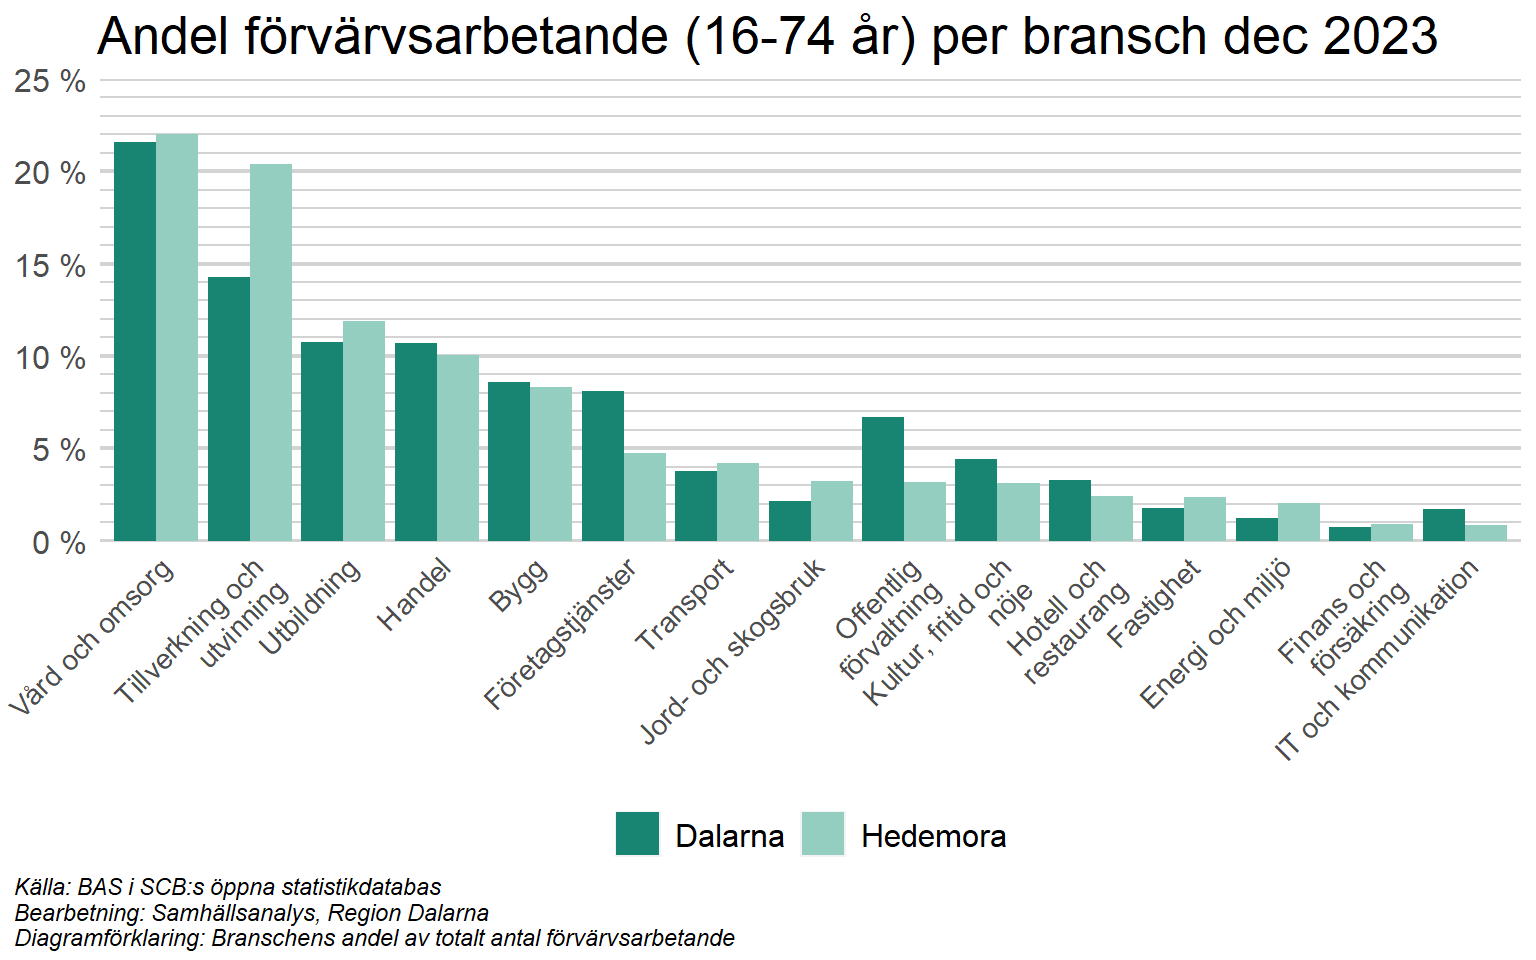 Andel förvärvsarbetande (16-74 år) per bransch dec 2023
25 %
20 %
15 %
10 %
5 %
0 %
Vård och omsorg
Tillverkning och
utvinning
Utbildning
Handel
Bygg
Företagstjänster
Transport
Jord- och skogsbruk
Offentlig
förvaltning
Kultur, fritid och
nöje
Hotell och
restaurang
Fastighet
Energi och miljö
Finans och
försäkring
IT och kommunikation
Dalarna
Hedemora
Källa: BAS i SCB:s öppna statistikdatabas
Bearbetning: Samhällsanalys, Region Dalarna
Diagramförklaring: Branschens andel av totalt antal förvärvsarbetande